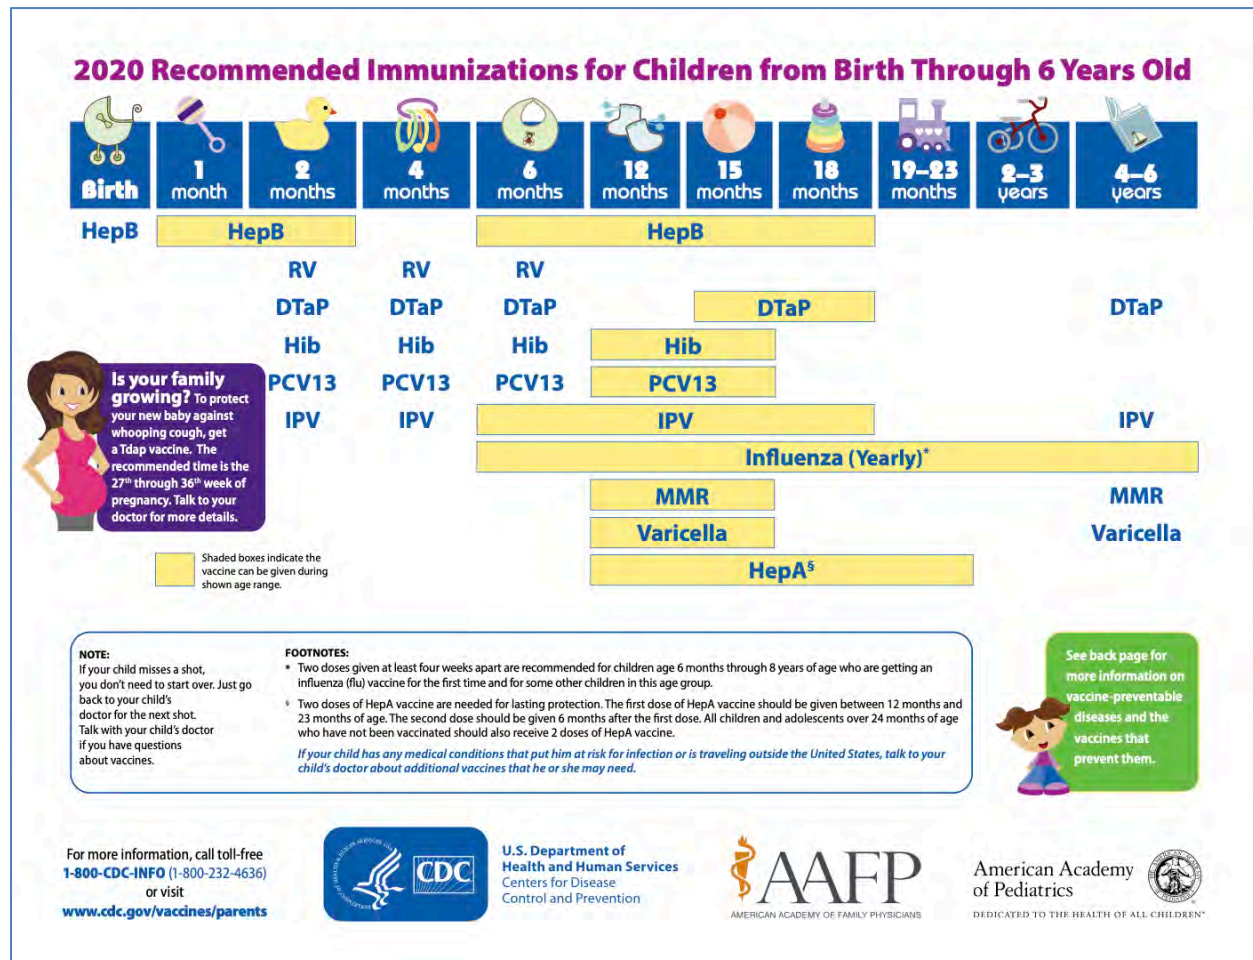 2020 Recommended Immunizations for Children from Birth Through 6 Years Old
Birth
1
month
2
months
4
months
6
months
12
months
15
months
18
months
19–23
months
2–3
years
4–6
years
HepB HepB HepB
RV RV RV
DTaP DTaP DTaP DTaP DTaP
Hib Hib Hib Hib
PCV13 PCV13 PCV13 PCV13
IPV IPV IPV IPV
Influenza (Yearly)*
MMR MMR
Varicella Varicella
HepA§
Is your family
growing? To protect
your new baby against
whooping cough, get
a Tdap vaccine. The
recommended time is the
27th through 36th week of
pregnancy. Talk to your
doctor for more details.
Shaded boxes indicate the
vaccine can be given during
shown age range.
NOTE:
If your child misses a shot,
you don't need to start over. Just go
back to your child's
doctor for the next shot.
Talk with your child's doctor
if you have questions
about vaccines.
FOOTNOTES:
* Two doses given at least four weeks apart are recommended for children age 6 months through 8 years of age who are getting an
influenza (flu) vaccine for the first time and for some other children in this age group.
§ Two doses of HepA vaccine are needed for lasting protection. The first dose of HepA vaccine should be given between 12 months and
23 months of age. The second dose should be given 6 months after the first dose. All children and adolescents over 24 months of age
who have not been vaccinated should also receive 2 doses of HepA vaccine.
If your child has any medical conditions that put him at risk for infection or is traveling outside the United States, talk to your
child's doctor about additional vaccines that he or she may need.
See back page for
more information on
vaccine-preventable
diseases and the
vaccines that
prevent them.
For more information, call toll-free
1-800-CDC-INFO (1-800-232-4636)
or visit
www.cdc.gov/vaccines/parents
CDC
U.S. Department of
Health and Human Services
Centers for Disease
Control and Prevention
AAFP
AMERICAN ACADEMY OF FAMILY PHYSICIANS
American Academy
of Pediatrics
DEDICATED TO THE HEALTH OF ALL CHILDREN